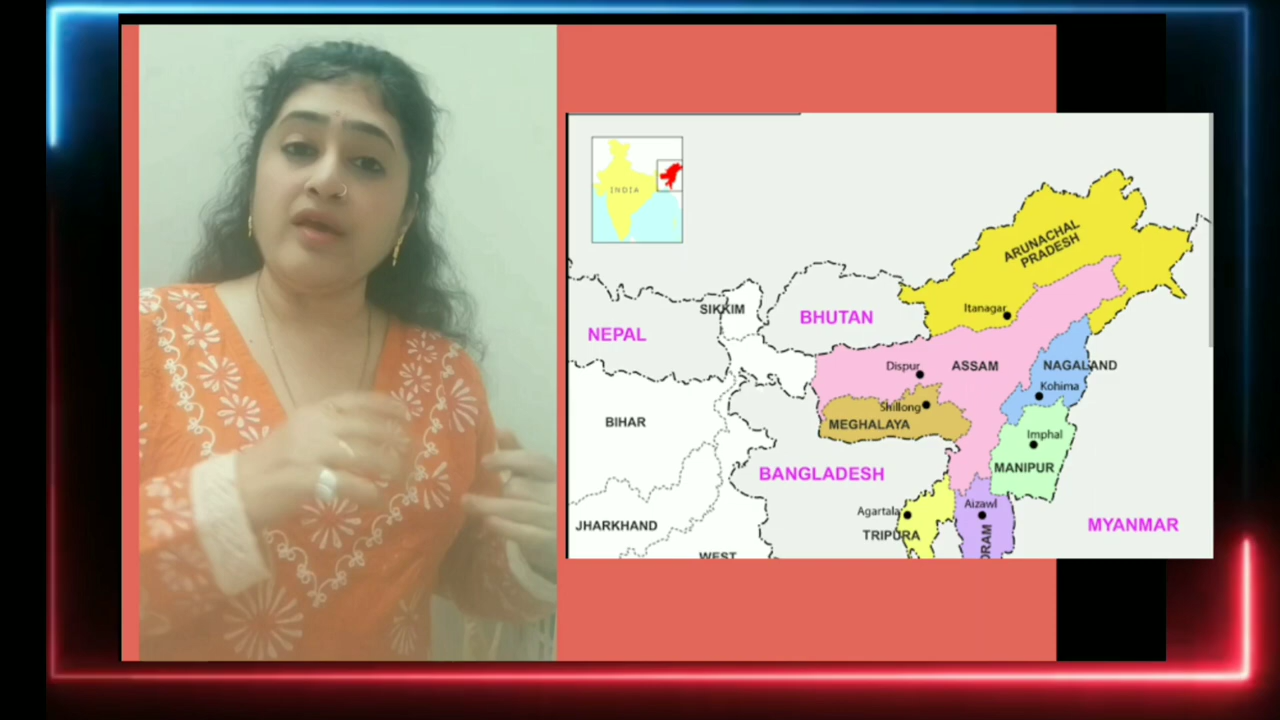 INDIA
ARUNACHAL
PRADESH
Itanagar
SIKKIM
BHUTAN
NEPAL
Dispur
ASSAM
NAGALAND
Kohima
Shillong
MEGHALAYA
BIHAR
Imphal
MANIPUR
BANGLADESH
Aizawl
Agartala
JHARKHAND
TRIPURA
MYANMAR
WEST
RAM